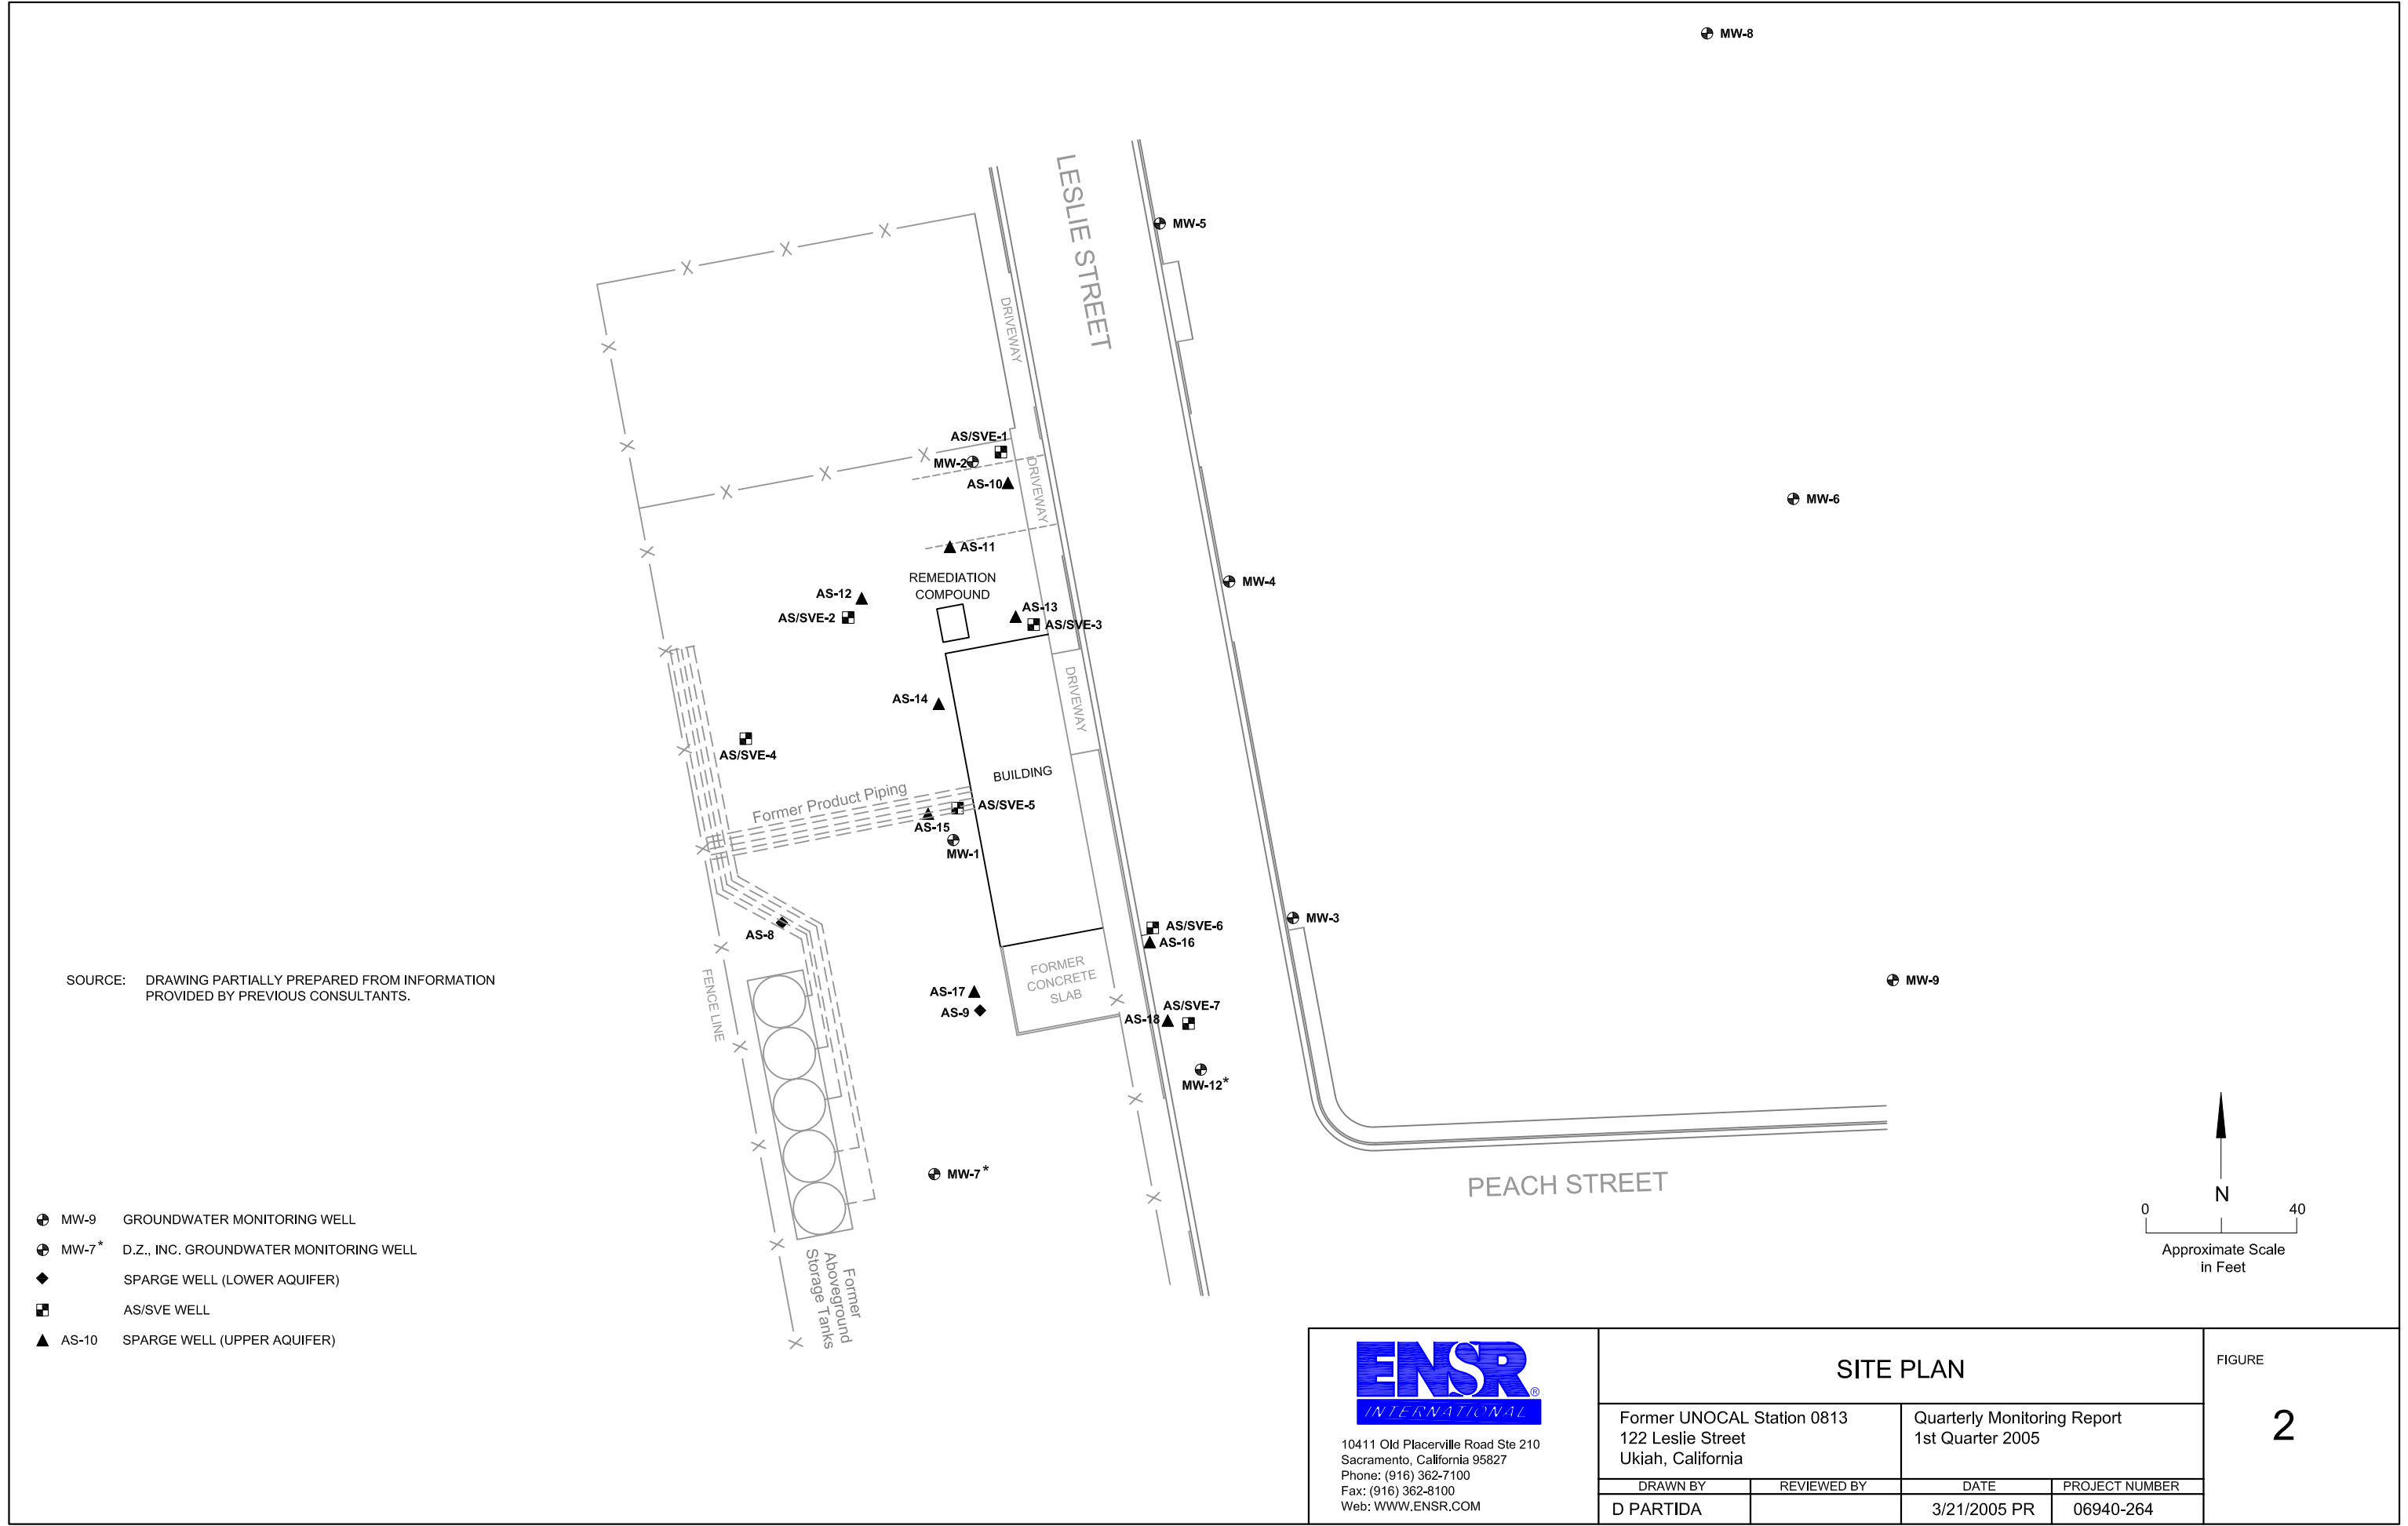 MW-8
LESLIE STREET
MW-5
DRIVEWAY
AS/SVE-1
MW-2
DRIVEWAY
AS-10
MW-6
AS-11
REMEDIATION
COMPOUND
MW-4
AS-12
AS/SVE-2
AS-13
AS/SVE-3
DRIVEWAY
AS-14
AS/SVE-4
BUILDING
Former Product Piping
AS/SVE-5
AS-15
MW-1
AS-8
MW-3
AS/SVE-6
AS-16
FORMER
CONCRETE
SLAB
FENCE LINE
MW-9
SOURCE: DRAWING PARTIALLY PREPARED FROM INFORMATION
PROVIDED BY PREVIOUS CONSULTANTS.
AS-17
AS-9
AS/SVE-7
AS-18
MW-12*
MW-7*
PEACH STREET
Former
Aboveground
Storage Tanks
N
0 40
Approximate Scale
in Feet
MW-9 GROUNDWATER MONITORING WELL
MW-7* D.Z., INC. GROUNDWATER MONITORING WELL
SPARGE WELL (LOWER AQUIFER)
AS/SVE WELL
AS-10 SPARGE WELL (UPPER AQUIFER)
ENSR®
INTERNATIONAL
10411 Old Placerville Road Ste 210
Sacramento, California 95827
Phone: (916) 362-7100
Fax: (916) 362-8100
Web: WWW.ENSR.COM
SITE PLAN
Former UNOCAL Station 0813
122 Leslie Street
Ukiah, California
Quarterly Monitoring Report
1st Quarter 2005
DRAWN BY
REVIEWED BY
DATE
PROJECT NUMBER
D PARTIDA
3/21/2005 PR
06940-264
FIGURE
2